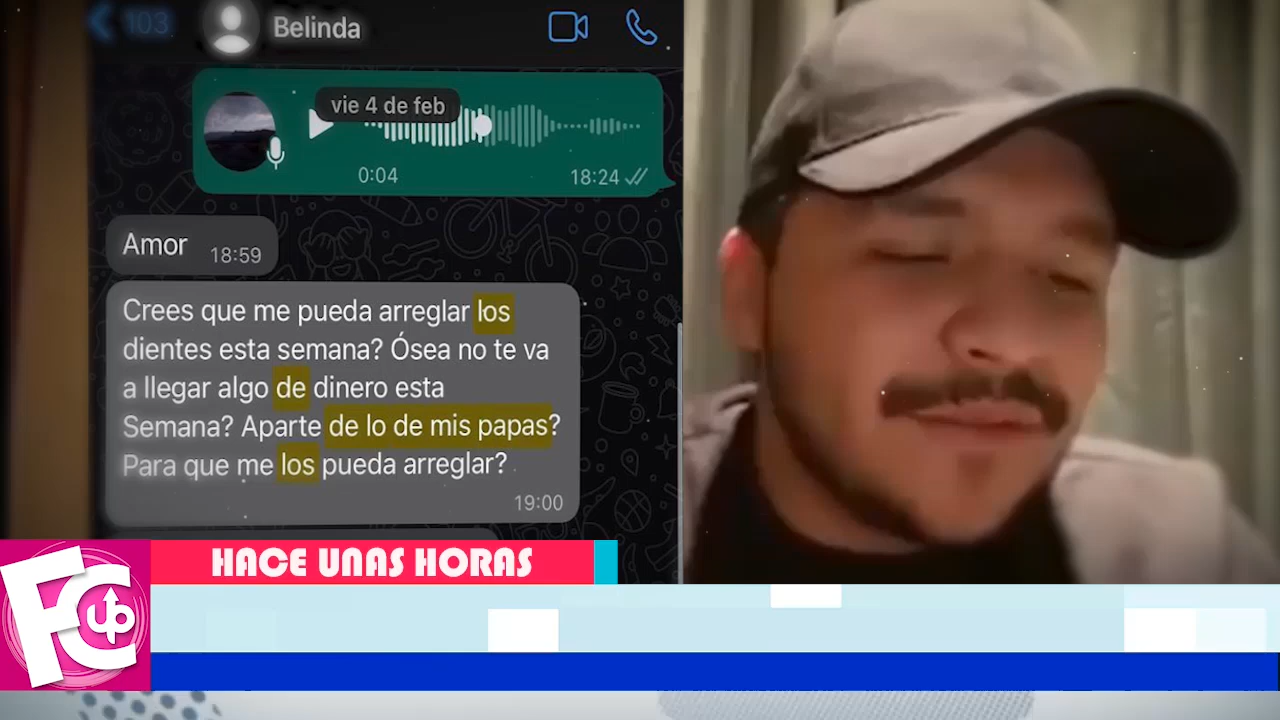 103
Belinda
vie 4 de feb
0:04
18:24
Amor 18:59
Crees que me pueda arreglar los
dientes esta semana? Ósea no te va
a llegar algo de dinero esta
Semana? Aparte de lo de mis papas?
Para que me los pueda arreglar?
19:00
HACE UNAS HORAS
FC up